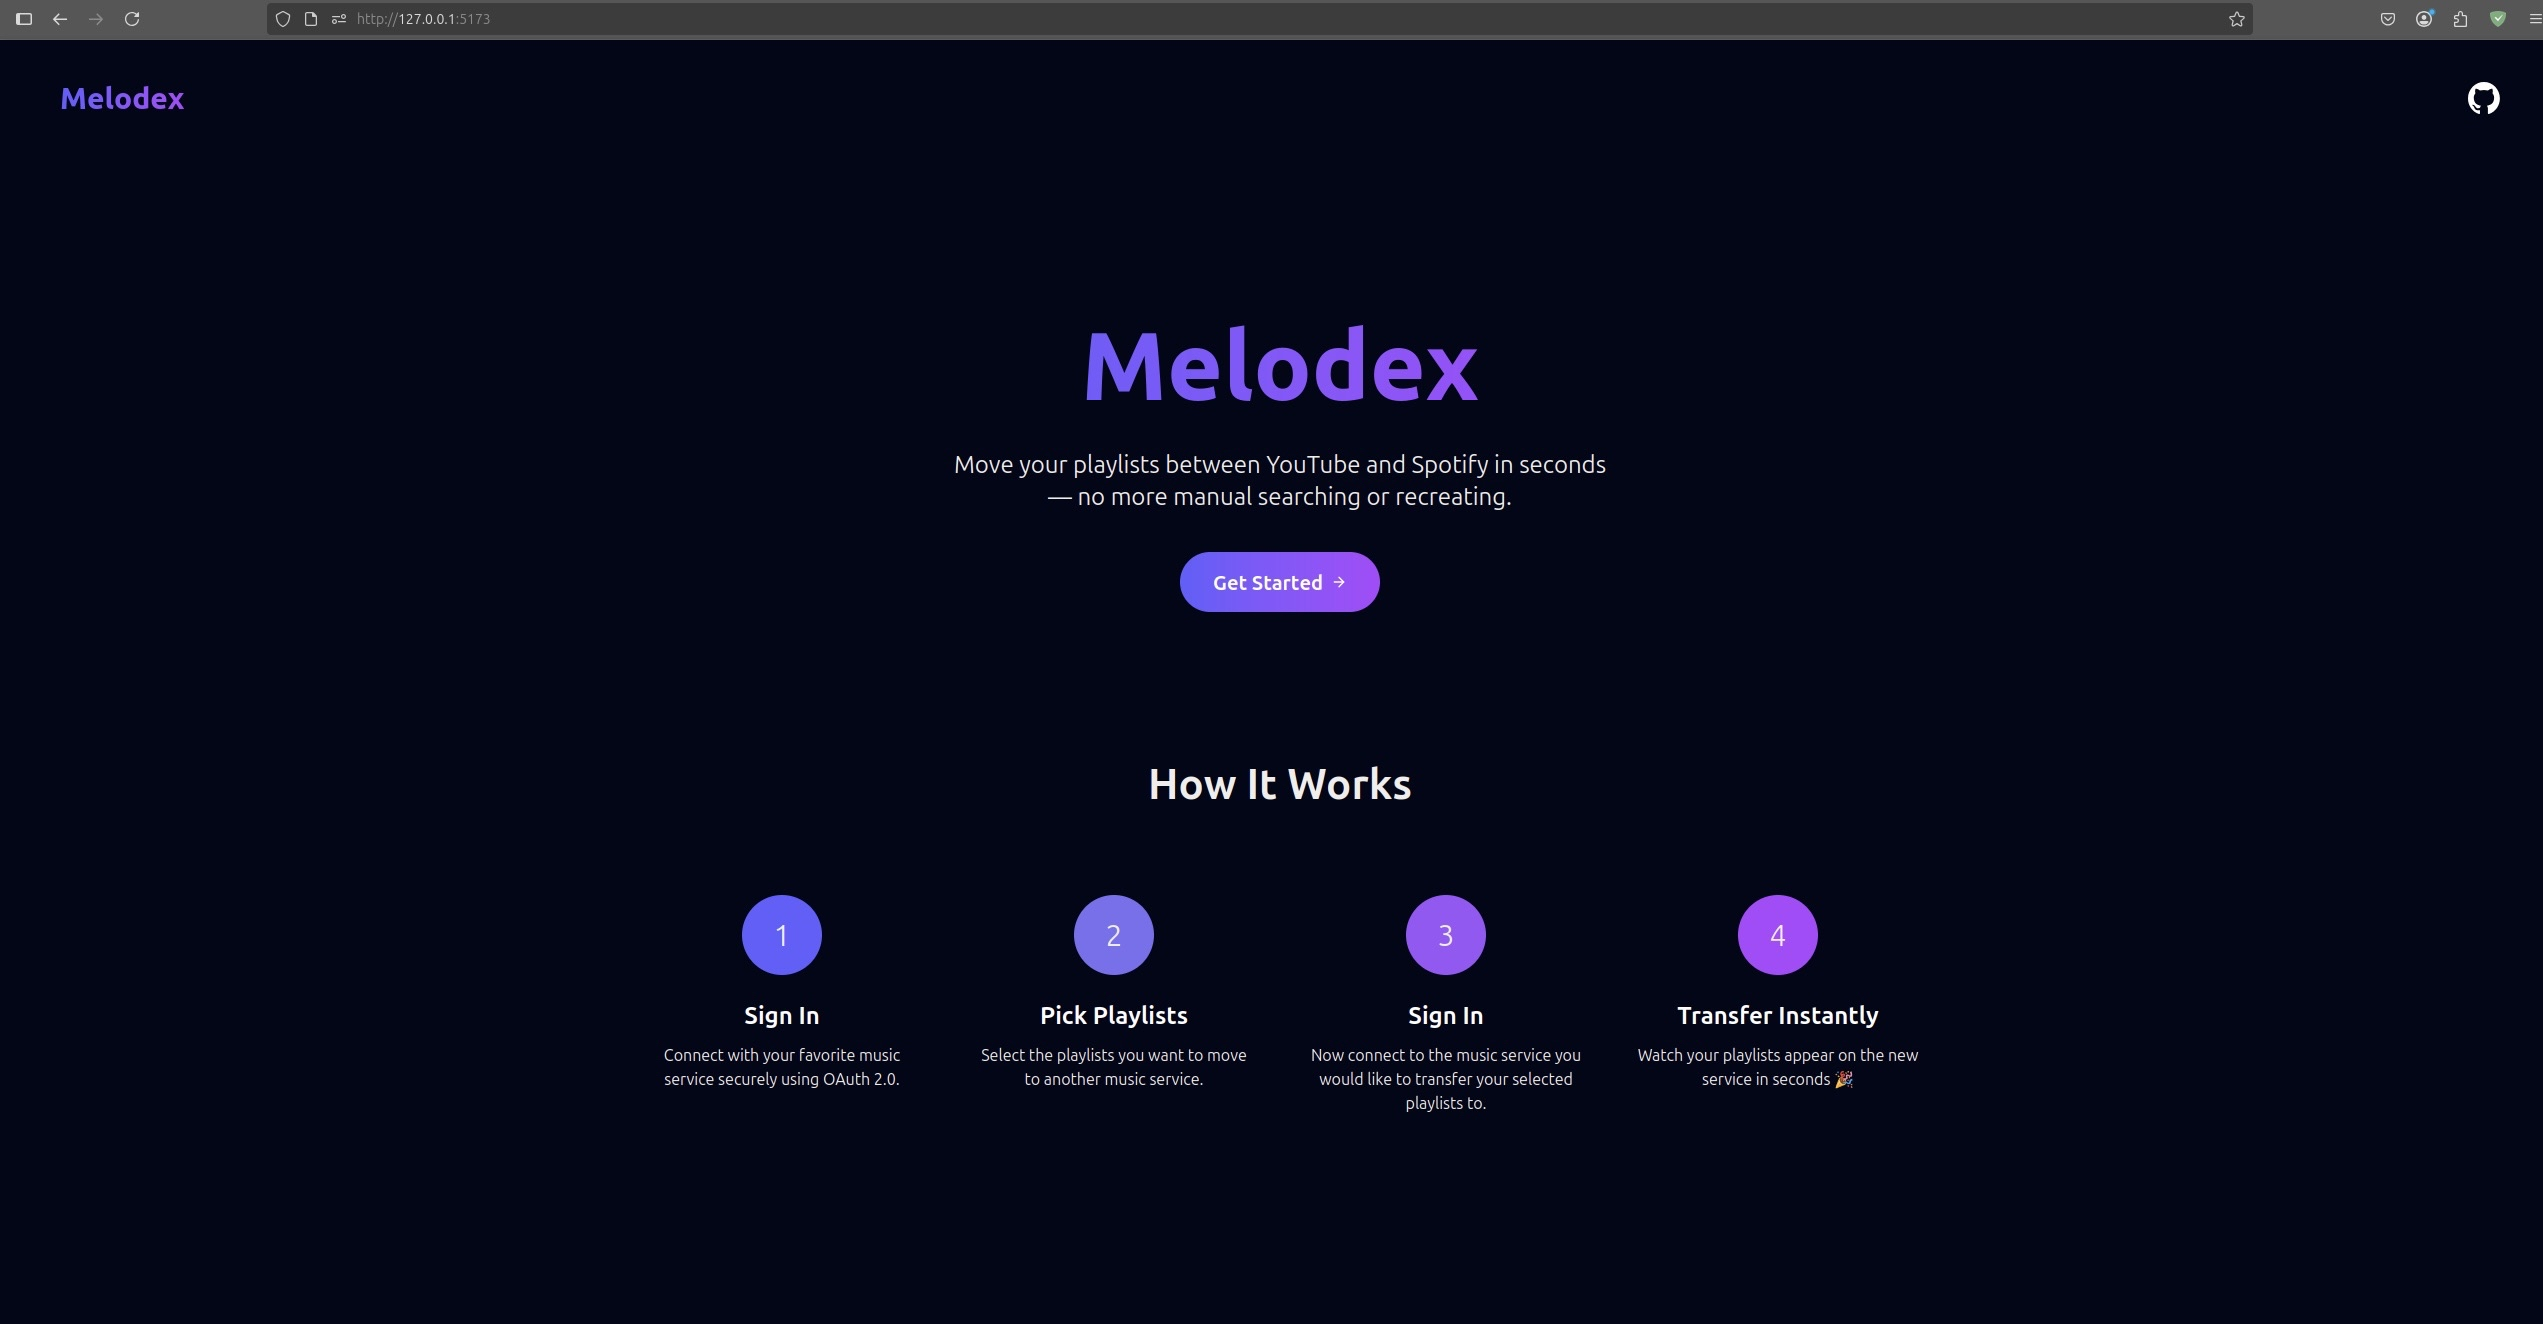 http://127.0.0.1:5173
Melodex
Melodex
Move your playlists between YouTube and Spotify in seconds
— no more manual searching or recreating.
Get Started →
How It Works
1
2
3
4
Sign In
Pick Playlists
Sign In
Transfer Instantly
Connect with your favorite music
service securely using OAuth 2.0.
Select the playlists you want to move
to another music service.
Now connect to the music service you
would like to transfer your selected
playlists to.
Watch your playlists appear on the new
service in seconds 🎉